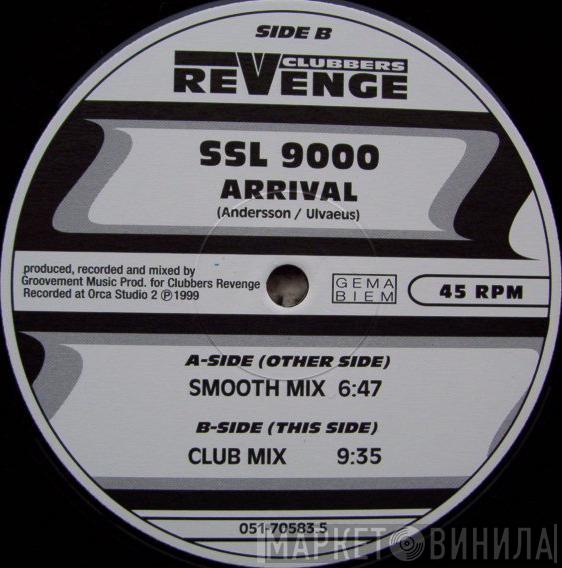 SIDE B
CLUBBERS
REVENGE
SSL 9000
ARRIVAL
(Andersson / Ulvaeus)
produced, recorded and mixed by
Groovement Music Prod. for Clubbers Revenge
Recorded at Orca Studio 2 ℗ 1999
GEMA
BIEM
45 RPM
A-SIDE (OTHER SIDE)
SMOOTH MIX 6:47
B-SIDE (THIS SIDE)
CLUB MIX 9:35
051-70583.5
МАРКЕТ ВИНИЛА